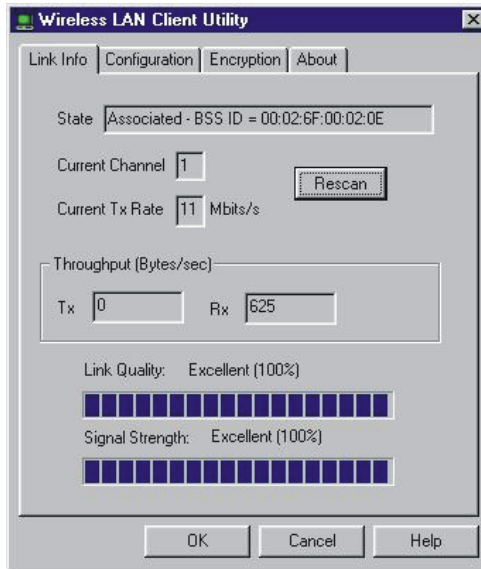 Wireless LAN Client Utility
Link Info Configuration Encryption About
State Associated - BSS ID = 00:02:6F:00:02:0E
Current Channel 1
Rescan
Current Tx Rate 11 Mbits/s
Throughput (Bytes/sec)
Tx 0 Rx 625
Link Quality: Excellent (100%)
Signal Strength: Excellent (100%)
OK Cancel Help